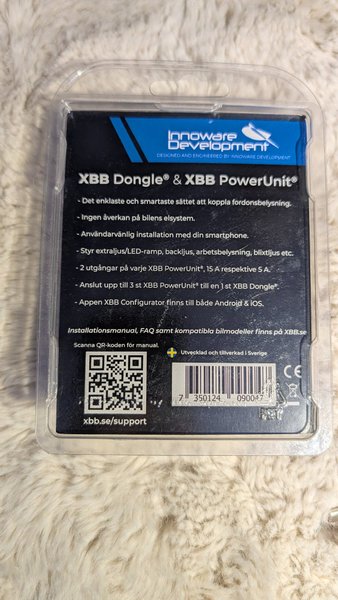 Innoware
Development
DESIGNED AND ENGINEERED BY INNOWARE DEVELOPMENT
XBB Dongle® & XBB PowerUnit®
- Det enklaste och smartaste sättet att koppla fordonsbelysning.
- Ingen åverkan på bilens elsystem.
- Användarvänlig installation med din smartphone.
- Styr extraljus/LED-ramp, backljus, arbetsbelysning, blixtljus etc.
- 2 utgångar på varje XBB PowerUnit®, 15 A respektive 5 A.
- Anslut upp till 3 st XBB PowerUnit® till en 1 st XBB Dongle®.
- Appen XBB Configurator finns till både Android & iOS.
Installationsmanual, FAQ samt kompatibla bilmodeller finns på XBB.se
Scanna QR-koden för manual.
Utvecklad och tillverkad i Sverige
CE
7 350124 090047
xbb.se/support